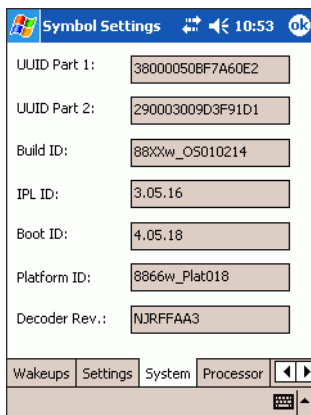 Symbol Settings 10:53 ok
UUID Part 1: 38000050BF7A60E2
UUID Part 2: 290003009D3F91D1
Build ID: 88XXw_OS010214
IPL ID: 3.05.16
Boot ID: 4.05.18
Platform ID: 8866w_Plat018
Decoder Rev.: NJRFFAA3
Wakeups Settings System Processor